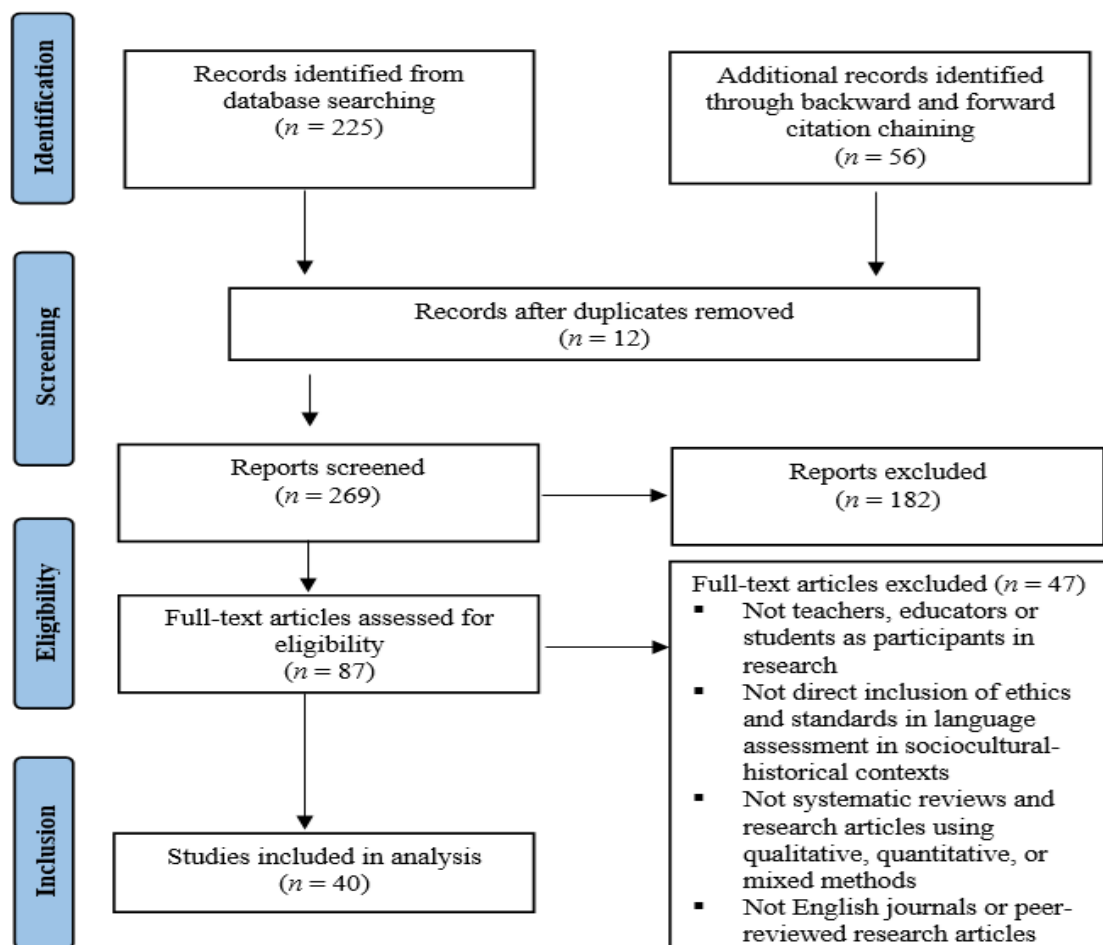 Identification
Records identified from
database searching
(n = 225)
Additional records identified
through backward and forward
citation chaining
(n = 56)
Screening
Records after duplicates removed
(n = 12)
Reports screened
(n = 269)
Reports excluded
(n = 182)
Eligibility
Full-text articles assessed for
eligibility
(n = 87)
Full-text articles excluded (n = 47)
▪ Not teachers, educators or
students as participants in
research
▪ Not direct inclusion of ethics
and standards in language
assessment in sociocultural-
historical contexts
▪ Not systematic reviews and
research articles using
qualitative, quantitative, or
mixed methods
▪ Not English journals or peer-
reviewed research articles
Inclusion
Studies included in analysis
(n = 40)